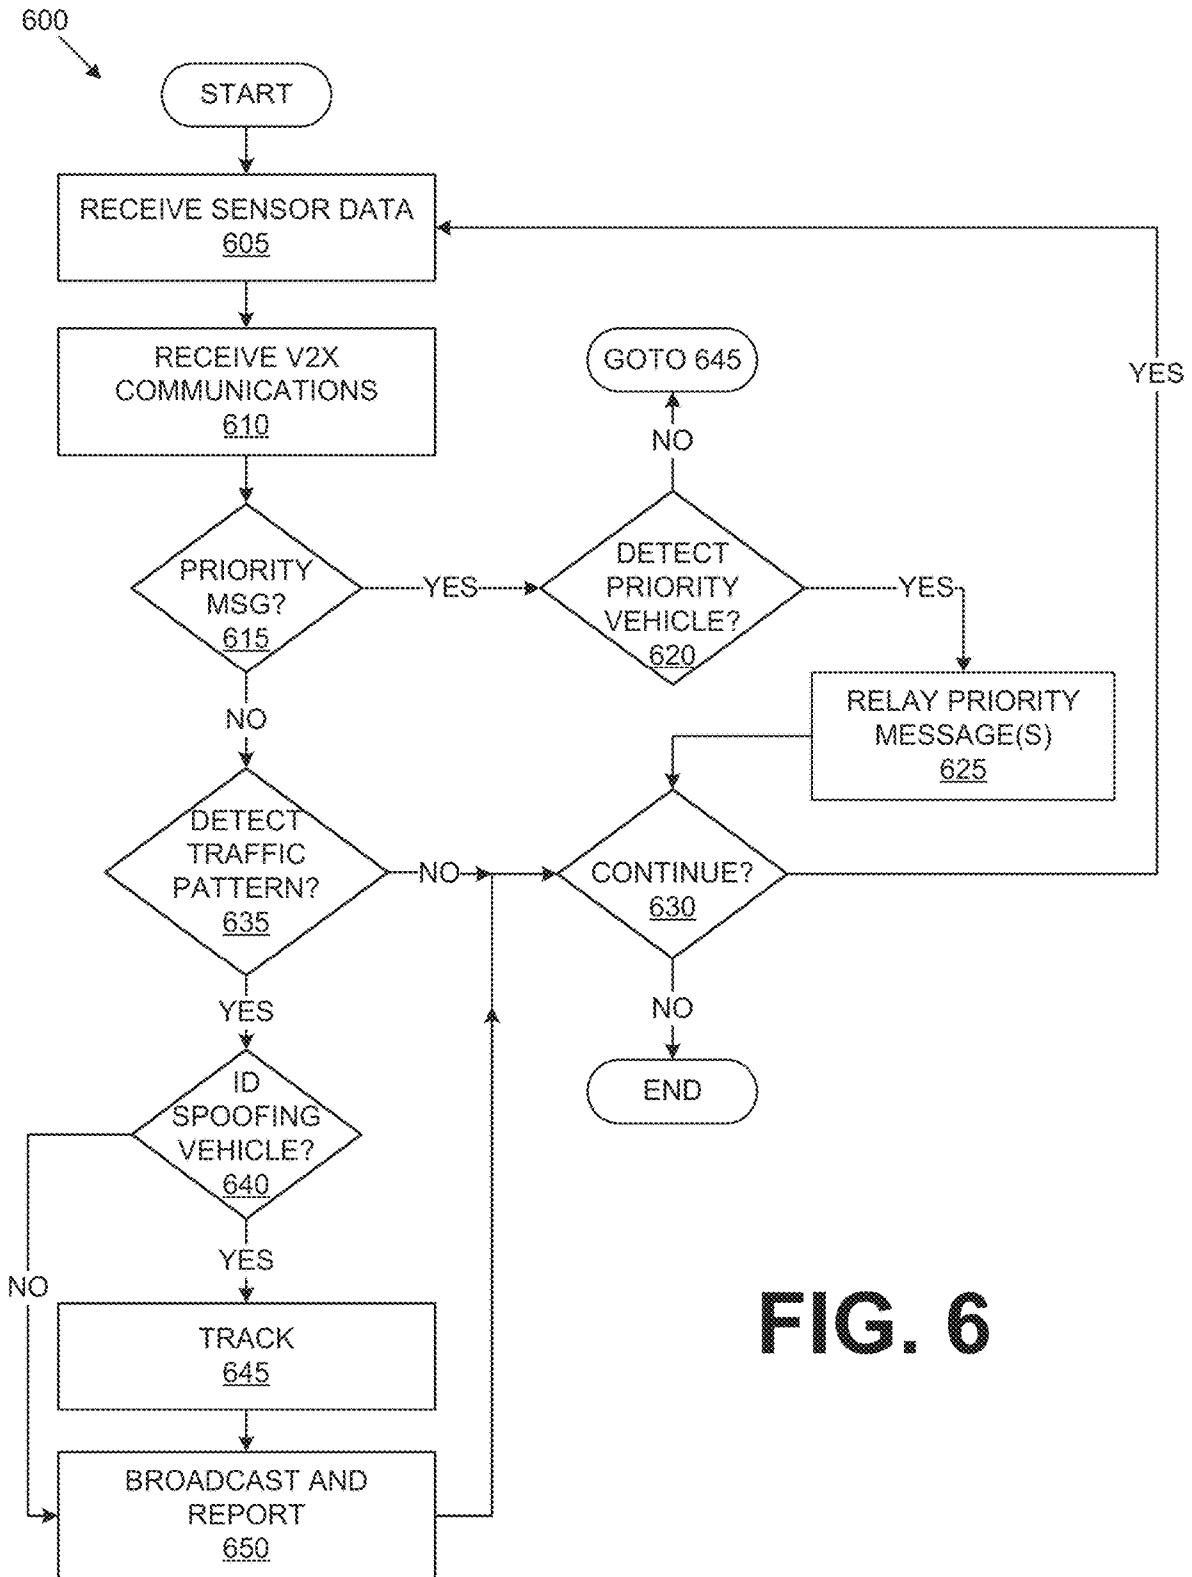 600
START
RECEIVE SENSOR DATA
605
RECEIVE V2X
COMMUNICATIONS
610
GOTO 645
YES
NO
PRIORITY
MSG?
615
YES
DETECT
PRIORITY
VEHICLE?
620
YES
NO
RELAY PRIORITY
MESSAGE(S)
625
DETECT
TRAFFIC
PATTERN?
635
NO
CONTINUE?
630
YES
NO
END
ID
SPOOFING
VEHICLE?
640
YES
NO
TRACK
645
FIG. 6
BROADCAST AND
REPORT
650